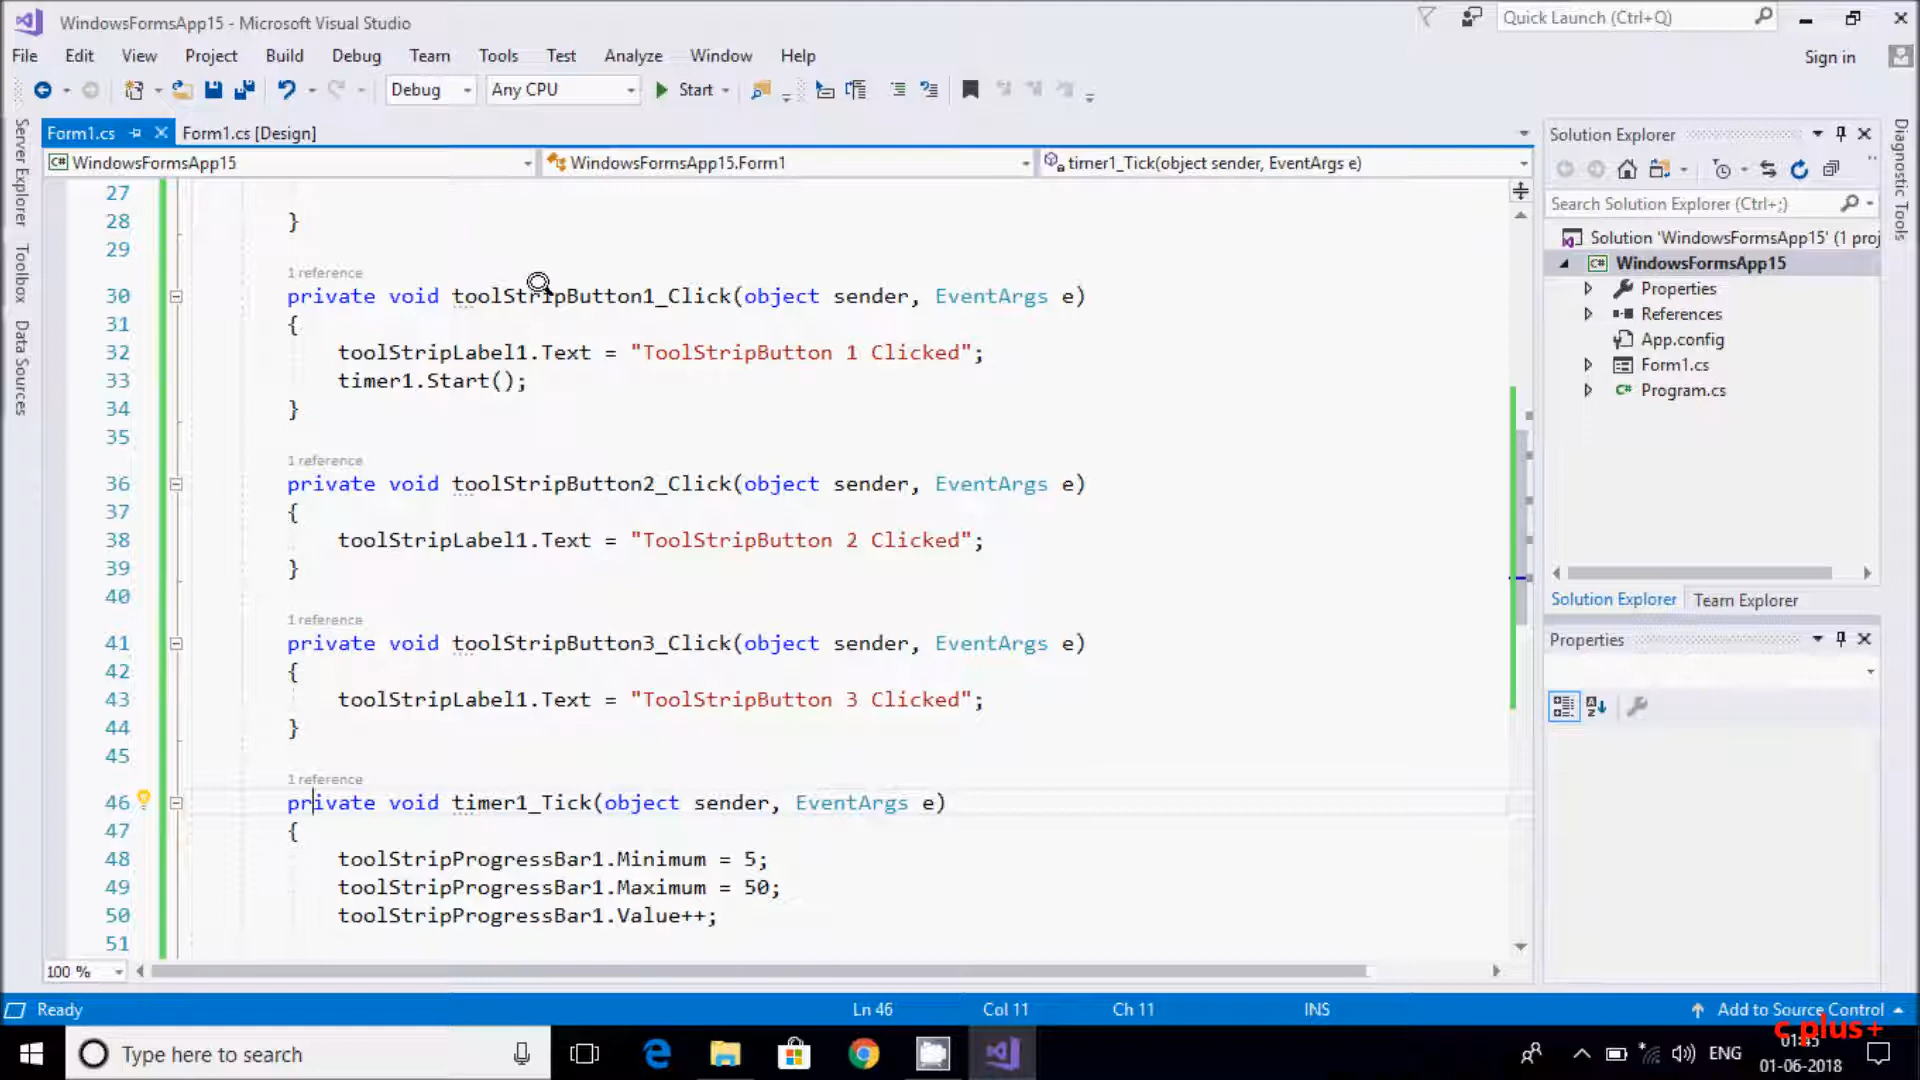 WindowsFormsApp15 - Microsoft Visual Studio
Quick Launch (Ctrl+Q)
File Edit View Project Build Debug Team Tools Test Analyze Window Help
Sign in
Debug Any CPU Start
Form1.cs Form1.cs [Design]
WindowsFormsApp15 WindowsFormsApp15.Form1 timer1_Tick(object sender, EventArgs e)
Server Explorer
Toolbox
Data Sources
27
28 }
29
1 reference
30 private void toolStripButton1_Click(object sender, EventArgs e)
31 {
32 toolStripLabel1.Text = "ToolStripButton 1 Clicked";
33 timer1.Start();
34 }
35
1 reference
36 private void toolStripButton2_Click(object sender, EventArgs e)
37 {
38 toolStripLabel1.Text = "ToolStripButton 2 Clicked";
39 }
40
1 reference
41 private void toolStripButton3_Click(object sender, EventArgs e)
42 {
43 toolStripLabel1.Text = "ToolStripButton 3 Clicked";
44 }
45
1 reference
46 private void timer1_Tick(object sender, EventArgs e)
47 {
48 toolStripProgressBar1.Minimum = 5;
49 toolStripProgressBar1.Maximum = 50;
50 toolStripProgressBar1.Value++;
51
100 %
Solution Explorer
Search Solution Explorer (Ctrl+;)
Solution 'WindowsFormsApp15' (1 proj
C# WindowsFormsApp15
Properties
References
App.config
Form1.cs
C# Program.cs
Solution Explorer Team Explorer
Properties
Diagnostic Tools
Ready Ln 46 Col 11 Ch 11 INS Add to Source Control
c plus+
Type here to search
ENG
01:45
01-06-2018